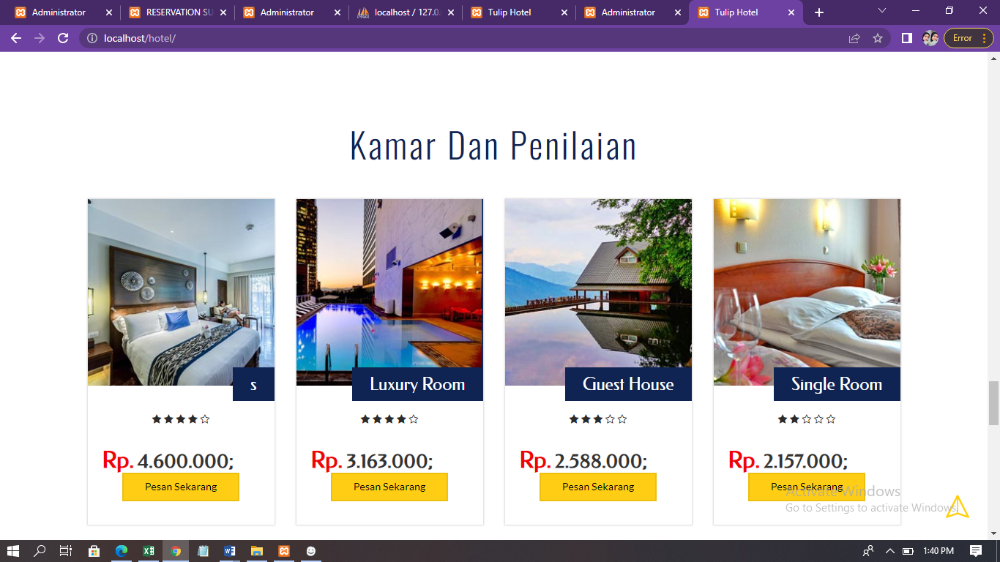 Administrator
RESERVATION SU
Administrator
localhost / 127.0.
Tulip Hotel
Administrator
Tulip Hotel
localhost/hotel/
Error
Kamar Dan Penilaian
s
Luxury Room
Guest House
Single Room
Rp. 4.600.000;
Rp. 3.163.000;
Rp. 2.588.000;
Rp. 2.157.000;
Pesan Sekarang
Pesan Sekarang
Pesan Sekarang
Pesan Sekarang
Activate Windows
Go to Settings to activate Windows.
1:40 PM